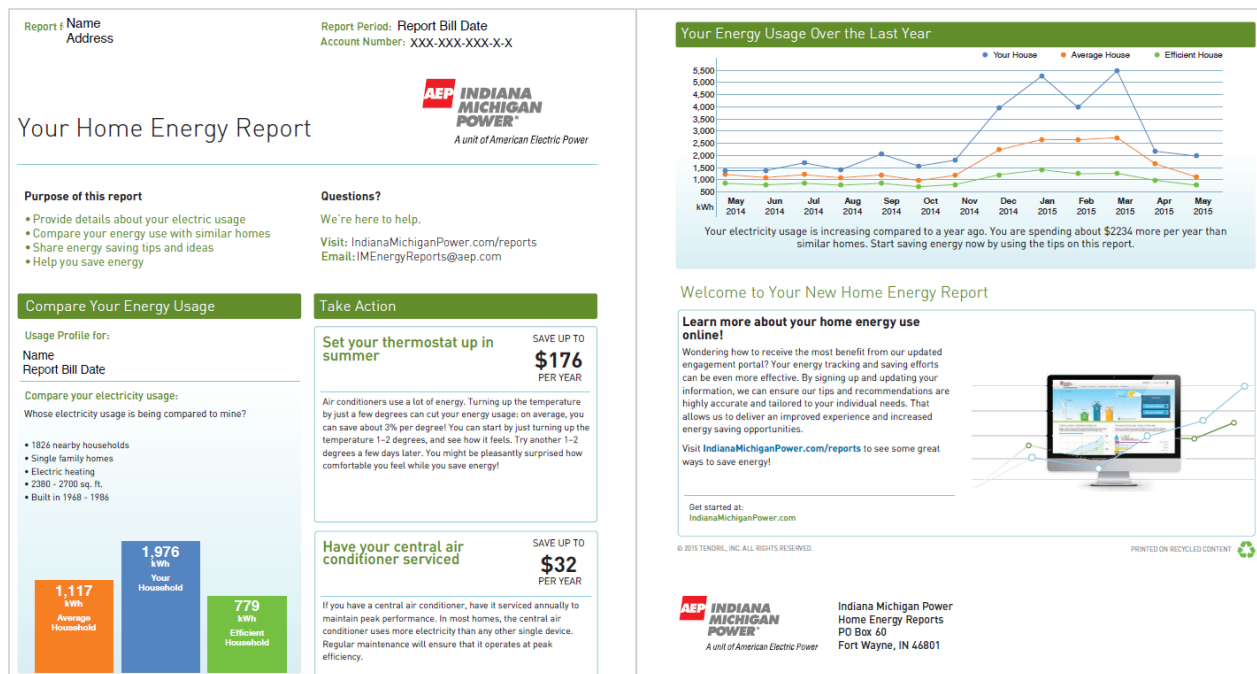 Report f Name
Address
Report Period: Report Bill Date
Account Number: XXX-XXX-XXX-X-X
AEP INDIANA
MICHIGAN
POWER®
A unit of American Electric Power
Your Home Energy Report
Purpose of this report
• Provide details about your electric usage
• Compare your energy use with similar homes
• Share energy saving tips and ideas
• Help you save energy
Questions?
We're here to help.
Visit: IndianaMichiganPower.com/reports
Email: IMEnergyReports@aep.com
Compare Your Energy Usage
Usage Profile for:
Name
Report Bill Date
Compare your electricity usage:
Whose electricity usage is being compared to mine?
• 1826 nearby households
• Single family homes
• Electric heating
• 2380 - 2700 sq. ft.
• Built in 1968 - 1986
1,117
kWh
Average
Household
1,976
kWh
Your
Household
779
kWh
Efficient
Household
Take Action
Set your thermostat up in
summer
SAVE UP TO
$176
PER YEAR
Air conditioners use a lot of energy. Turning up the temperature
by just a few degrees can cut your energy usage: on average, you
can save about 3% per degree! You can start by just turning up the
temperature 1–2 degrees, and see how it feels. Try another 1–2
degrees a few days later. You might be pleasantly surprised how
comfortable you feel while you save energy!
Have your central air
conditioner serviced
SAVE UP TO
$32
PER YEAR
If you have a central air conditioner, have it serviced annually to
maintain peak performance. In most homes, the central air
conditioner uses more electricity than any other single device.
Regular maintenance will ensure that it operates at peak
efficiency.
Your Energy Usage Over the Last Year
Your House Average House Efficient House
5,500
5,000
4,500
4,000
3,500
3,000
2,500
2,000
1,500
1,000
500
kWh
May 2014 Jun 2014 Jul 2014 Aug 2014 Sep 2014 Oct 2014 Nov 2014 Dec 2014 Jan 2015 Feb 2015 Mar 2015 Apr 2015 May 2015
Your electricity usage is increasing compared to a year ago. You are spending about $2234 more per year than
similar homes. Start saving energy now by using the tips on this report.
Welcome to Your New Home Energy Report
Learn more about your home energy use
online!
Wondering how to receive the most benefit from our updated
engagement portal? Your energy tracking and saving efforts
can be even more effective. By signing up and updating your
information, we can ensure our tips and recommendations are
highly accurate and tailored to your individual needs. That
allows us to deliver an improved experience and increased
energy saving opportunities.
Visit IndianaMichiganPower.com/reports to see some great
ways to save energy!
Get started at:
IndianaMichiganPower.com
© 2015 TENDRIL, INC. ALL RIGHTS RESERVED.
PRINTED ON RECYCLED CONTENT
AEP INDIANA
MICHIGAN
POWER®
A unit of American Electric Power
Indiana Michigan Power
Home Energy Reports
PO Box 60
Fort Wayne, IN 46801